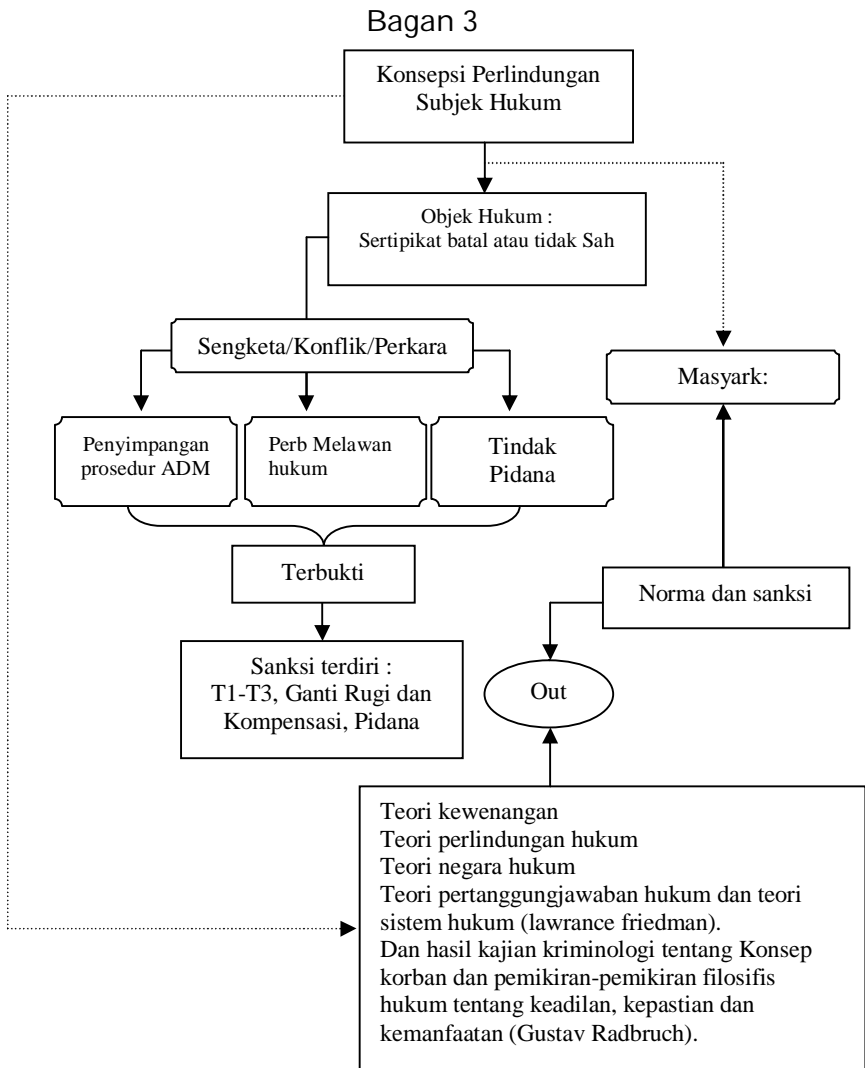 Bagan 3
Konsepsi Perlindungan
Subjek Hukum
Objek Hukum :
Sertipikat batal atau tidak Sah
Sengketa/Konflik/Perkara
Masyark:
Penyimpangan
prosedur ADM
Perb Melawan
hukum
Tindak
Pidana
Terbukti
Norma dan sanksi
Sanksi terdiri :
T1-T3, Ganti Rugi dan
Kompensasi, Pidana
Out
Teori kewenangan
Teori perlindungan hukum
Teori negara hukum
Teori pertanggungjawaban hukum dan teori
sistem hukum (lawrance friedman).
Dan hasil kajian kriminologi tentang Konsep
korban dan pemikiran-pemikiran filosifis
hukum tentang keadilan, kepastian dan
kemanfaatan (Gustav Radbruch).